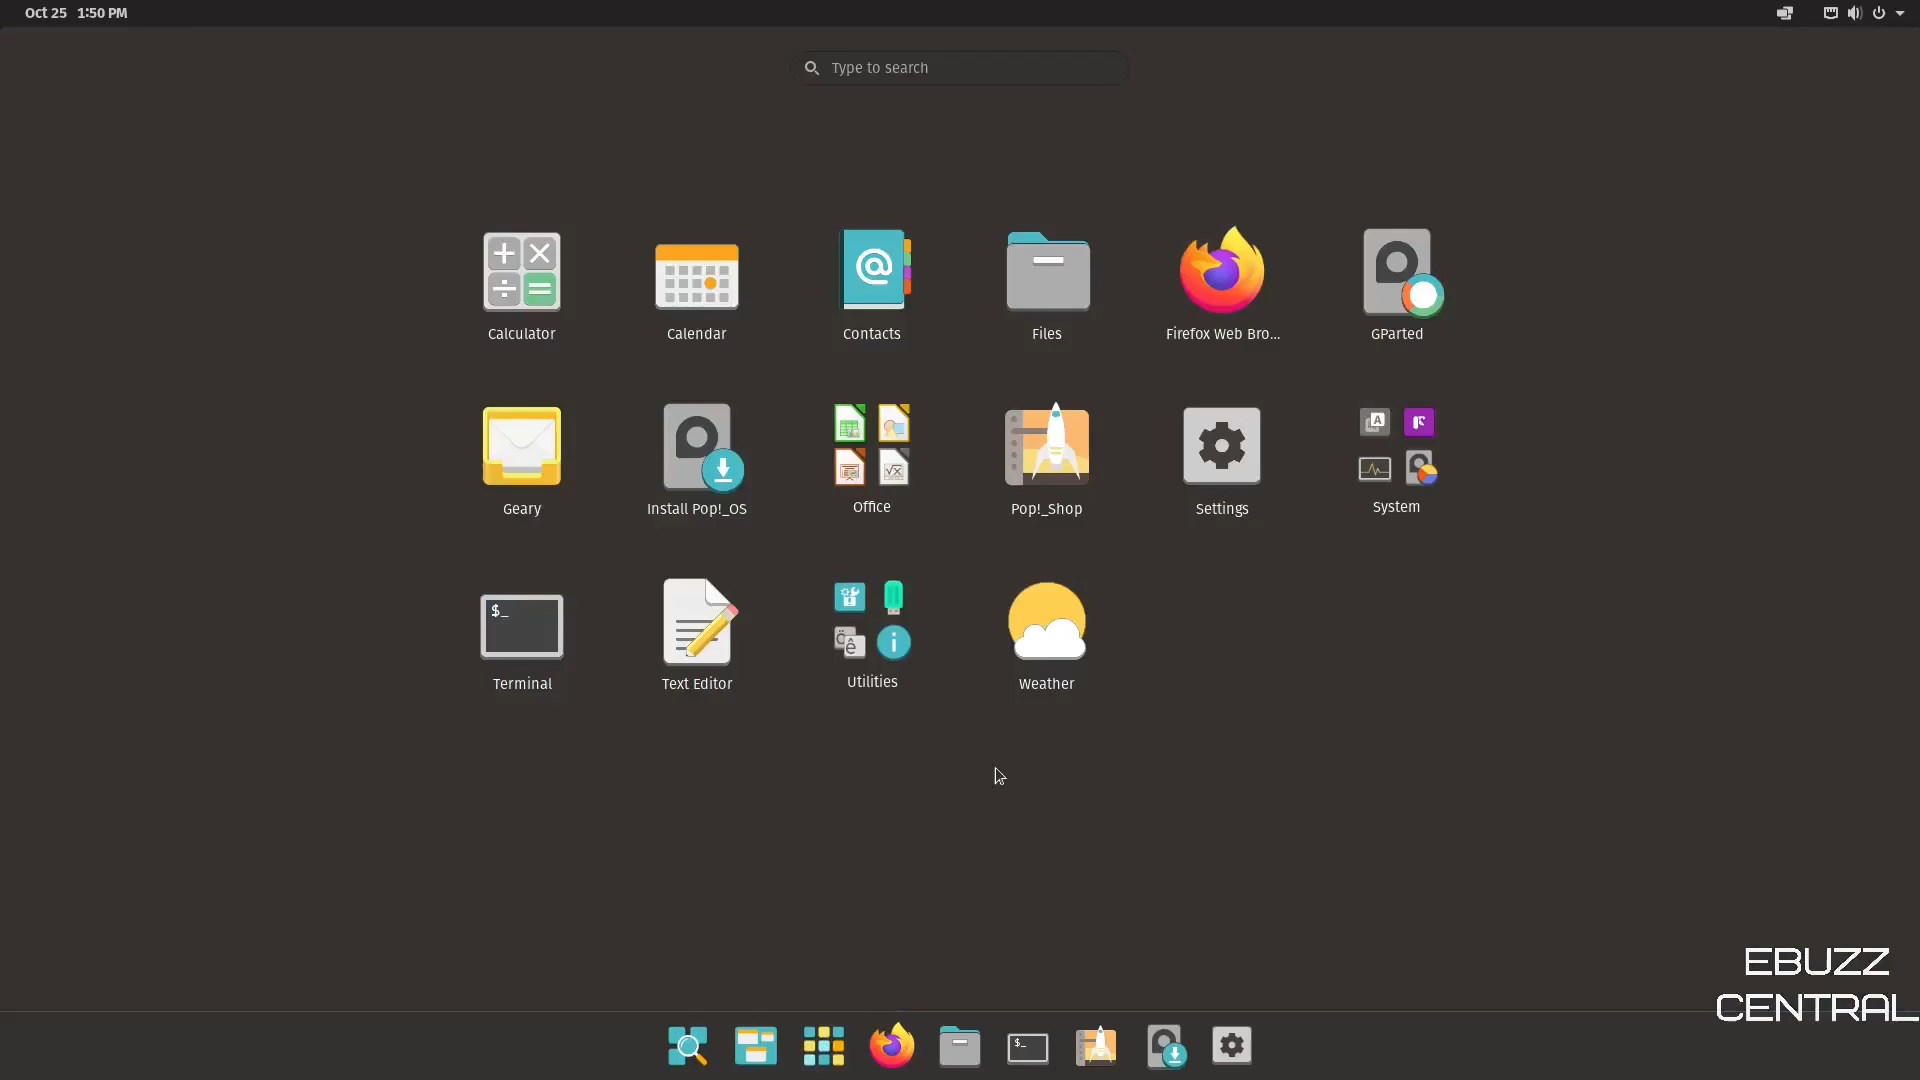 Oct 25 1:50 PM
Type to search
Calculator
Calendar
Contacts
Files
Firefox Web Bro...
GParted
Geary
Install Pop!_OS
Office
Pop!_Shop
Settings
System
$_
Terminal
Text Editor
Utilities
Weather
EBUZZ
CENTRAL
$_